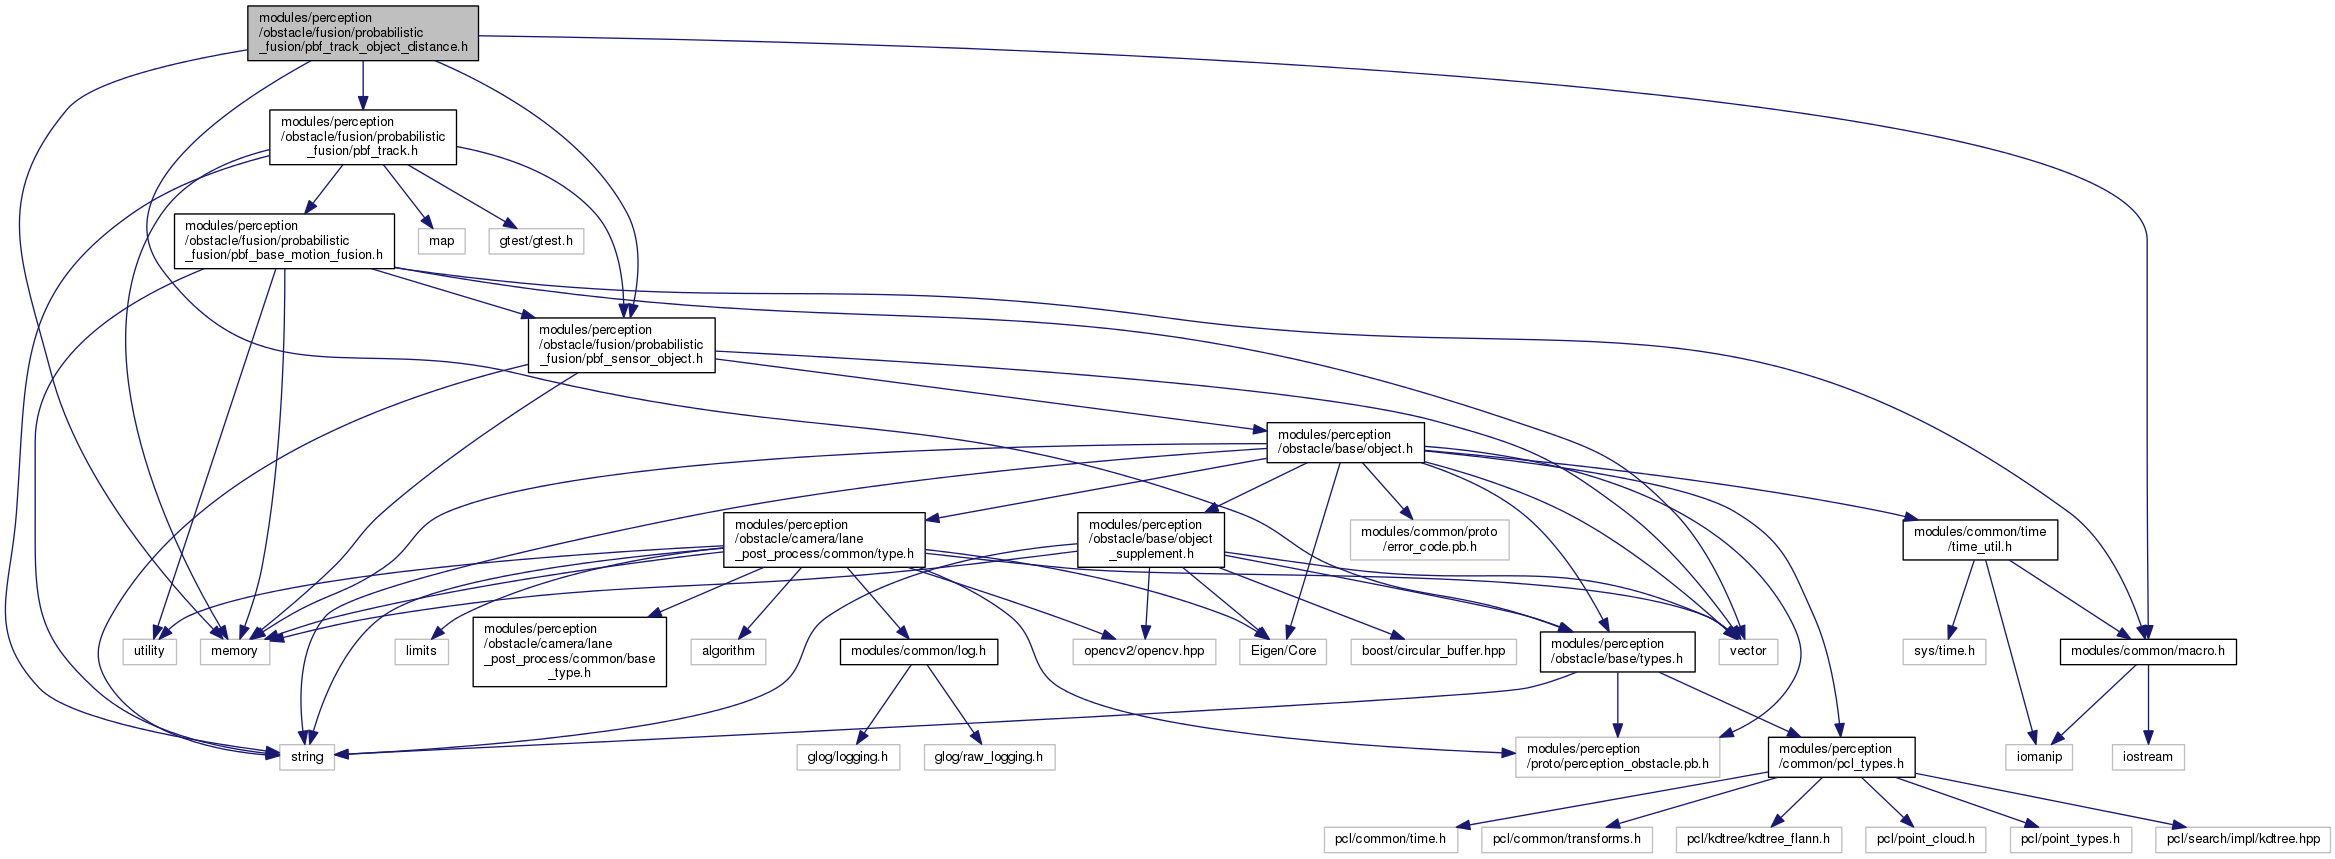 modules/perception
/obstacle/fusion/probabilistic
_fusion/pbf_track_object_distance.h
modules/perception
/obstacle/fusion/probabilistic
_fusion/pbf_track.h
modules/perception
/obstacle/fusion/probabilistic
_fusion/pbf_base_motion_fusion.h
map
gtest/gtest.h
modules/perception
/obstacle/fusion/probabilistic
_fusion/pbf_sensor_object.h
modules/perception
/obstacle/base/object.h
modules/perception
/obstacle/camera/lane
_post_process/common/type.h
modules/perception
/obstacle/base/object
_supplement.h
modules/common/proto
/error_code.pb.h
modules/common/time
/time_util.h
utility
memory
limits
modules/perception
/obstacle/camera/lane
_post_process/common/base
_type.h
algorithm
modules/common/log.h
opencv2/opencv.hpp
Eigen/Core
boost/circular_buffer.hpp
modules/perception
/obstacle/base/types.h
vector
sys/time.h
modules/common/macro.h
string
glog/logging.h
glog/raw_logging.h
modules/perception
/proto/perception_obstacle.pb.h
modules/perception
/common/pcl_types.h
iomanip
iostream
pcl/common/time.h
pcl/common/transforms.h
pcl/kdtree/kdtree_flann.h
pcl/point_cloud.h
pcl/point_types.h
pcl/search/impl/kdtree.hpp